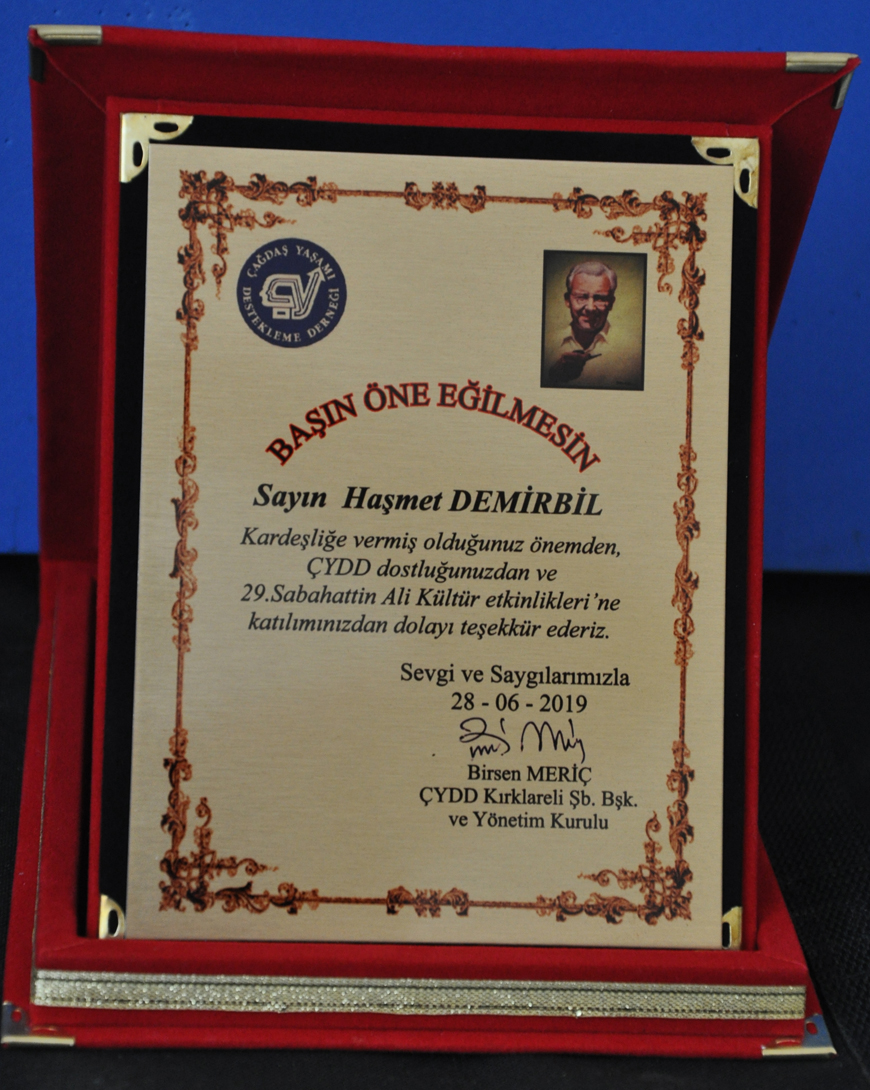 ÇAĞDAŞ YAŞAMI
DESTEKLEME DERNEĞİ
ÇY
BAŞIN ÖNE EĞİLMESİN
Sayın Haşmet DEMİRBİL
Kardeşliğe vermiş olduğunuz önemden,
ÇYDD dostluğunuzdan ve
29.Sabahattin Ali Kültür etkinlikleri'ne
katılımınızdan dolayı teşekkür ederiz.
Sevgi ve Saygılarımızla
28 - 06 - 2019
Birsen MERİÇ
ÇYDD Kırklareli Şb. Bşk.
ve Yönetim Kurulu